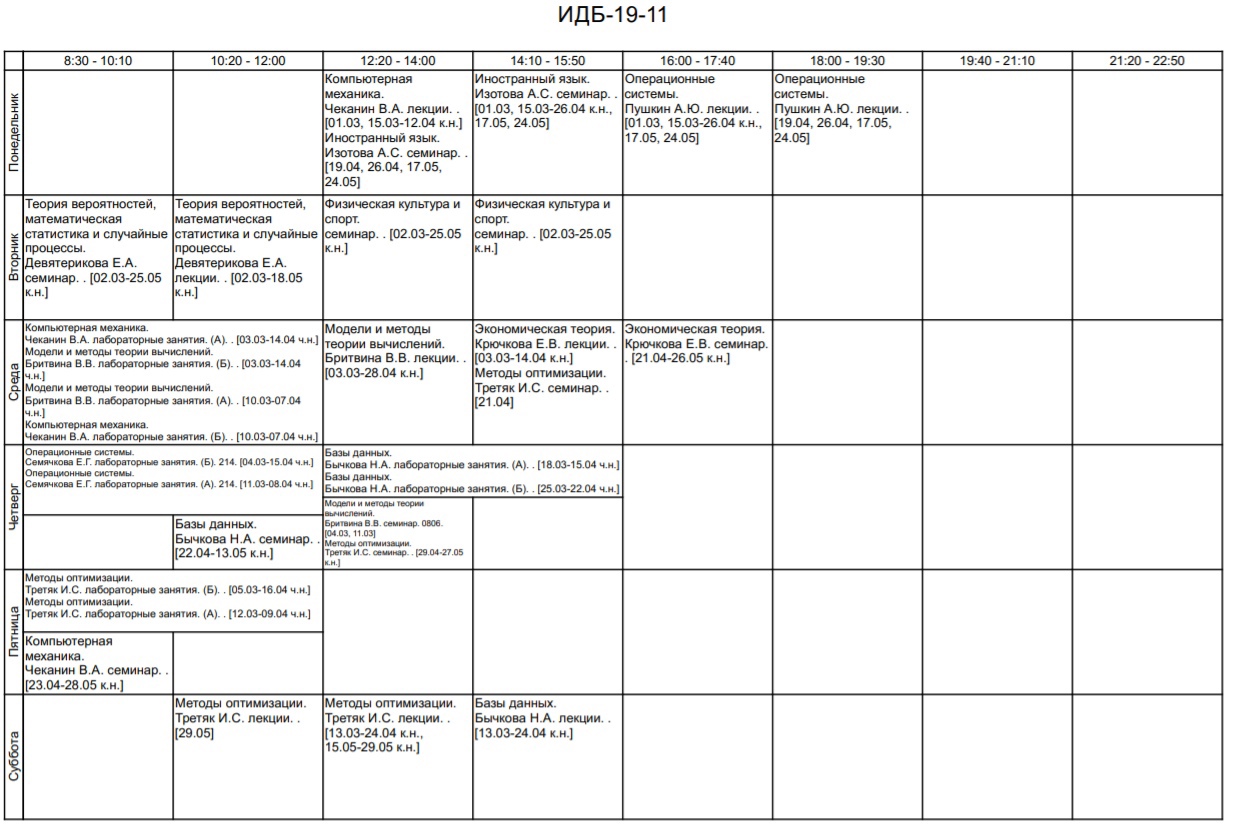 ИДБ-19-11
8:30 - 10:10
10:20 - 12:00
12:20 - 14:00
14:10 - 15:50
16:00 - 17:40
18:00 - 19:30
19:40 - 21:10
21:20 - 22:50
Понедельник
Компьютерная
механика.
Чеканин В.А. лекции. .
[01.03, 15.03-12.04 к.н.]
Иностранный язык.
Изотова А.С. семинар. .
[19.04, 26.04, 17.05,
24.05]
Иностранный язык.
Изотова А.С. семинар. .
[01.03, 15.03-26.04 к.н.,
17.05, 24.05]
Операционные
системы.
Пушкин А.Ю. лекции. .
[01.03, 15.03-26.04 к.н.,
17.05, 24.05]
Операционные
системы.
Пушкин А.Ю. лекции. .
[19.04, 26.04, 17.05,
24.05]
Вторник
Теория вероятностей,
математическая
статистика и случайные
процессы.
Девятерикова Е.А.
семинар. . [02.03-25.05
к.н.]
Теория вероятностей,
математическая
статистика и случайные
процессы.
Девятерикова Е.А.
лекции. . [02.03-18.05
к.н.]
Физическая культура и
спорт.
семинар. . [02.03-25.05
к.н.]
Физическая культура и
спорт.
семинар. . [02.03-25.05
к.н.]
Среда
Компьютерная механика.
Чеканин В.А. лабораторные занятия. (А). . [03.03-14.04 ч.н.]
Модели и методы теории вычислений.
Бритвина В.В. лабораторные занятия. (Б). . [03.03-14.04
ч.н.]
Модели и методы теории вычислений.
Бритвина В.В. лабораторные занятия. (А). . [10.03-07.04
ч.н.]
Компьютерная механика.
Чеканин В.А. лабораторные занятия. (Б). . [10.03-07.04 ч.н.]
Модели и методы
теории вычислений.
Бритвина В.В. лекции. .
[03.03-28.04 к.н.]
Экономическая теория.
Крючкова Е.В. лекции. .
[03.03-14.04 к.н.]
Методы оптимизации.
Третяк И.С. семинар. .
[21.04]
Экономическая теория.
Крючкова Е.В. семинар.
. [21.04-26.05 к.н.]
Четверг
Операционные системы.
Семячкова Е.Г. лабораторные занятия. (Б). 214. [04.03-15.04 ч.н.]
Операционные системы.
Семячкова Е.Г. лабораторные занятия. (А). 214. [11.03-08.04 ч.н.]
Базы данных.
Бычкова Н.А. семинар. .
[22.04-13.05 к.н.]
Базы данных.
Бычкова Н.А. лабораторные занятия. (А). . [18.03-15.04 ч.н.]
Базы данных.
Бычкова Н.А. лабораторные занятия. (Б). . [25.03-22.04 ч.н.]
Модели и методы теории
вычислений.
Бритвина В.В. семинар. 0806.
[04.03, 11.03]
Методы оптимизации.
Третяк И.С. семинар. . [29.04-27.05
к.н.]
Пятница
Методы оптимизации.
Третяк И.С. лабораторные занятия. (Б). . [05.03-16.04 ч.н.]
Методы оптимизации.
Третяк И.С. лабораторные занятия. (А). . [12.03-09.04 ч.н.]
Компьютерная
механика.
Чеканин В.А. семинар. .
[23.04-28.05 к.н.]
Суббота
Методы оптимизации.
Третяк И.С. лекции. .
[29.05]
Методы оптимизации.
Третяк И.С. лекции. .
[13.03-24.04 к.н.,
15.05-29.05 к.н.]
Базы данных.
Бычкова Н.А. лекции. .
[13.03-24.04 к.н.]